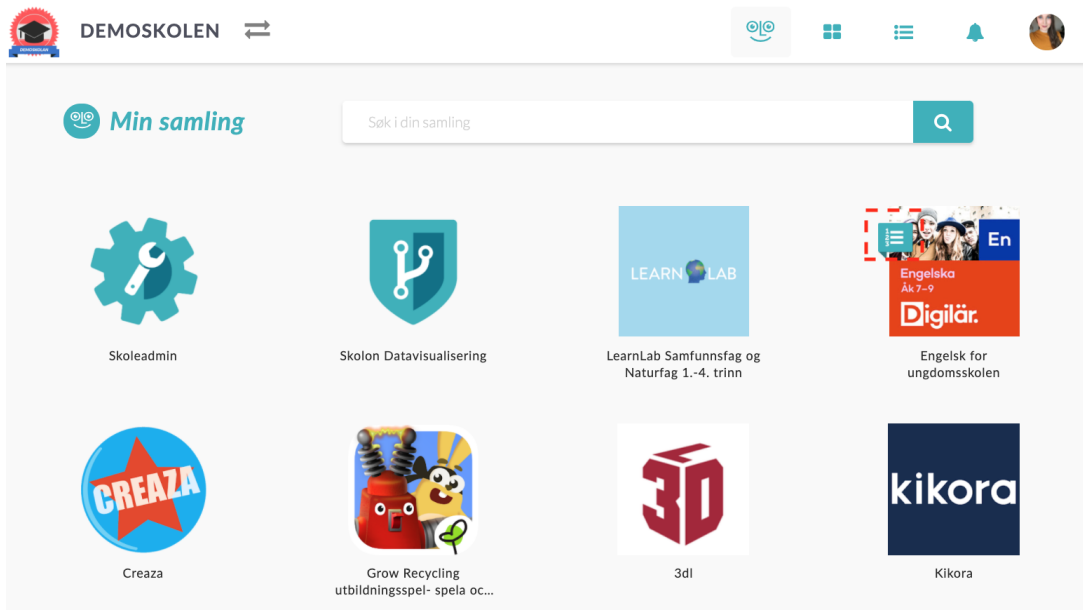 DEMOSKOLEN
DEMOSKOLEN
Min samling
Søk i din samling
LEARN LAB
En
Engelska
Åk 7–9
Digilär.
Skoleadmin
Skolon Datavisualisering
LearnLab Samfunnsfag og
Naturfag 1.-4. trinn
Engelsk for
ungdomsskolen
CREAZA
3D
kikora
Creaza
Grow Recycling
utbildningsspel- spela oc...
3dl
Kikora